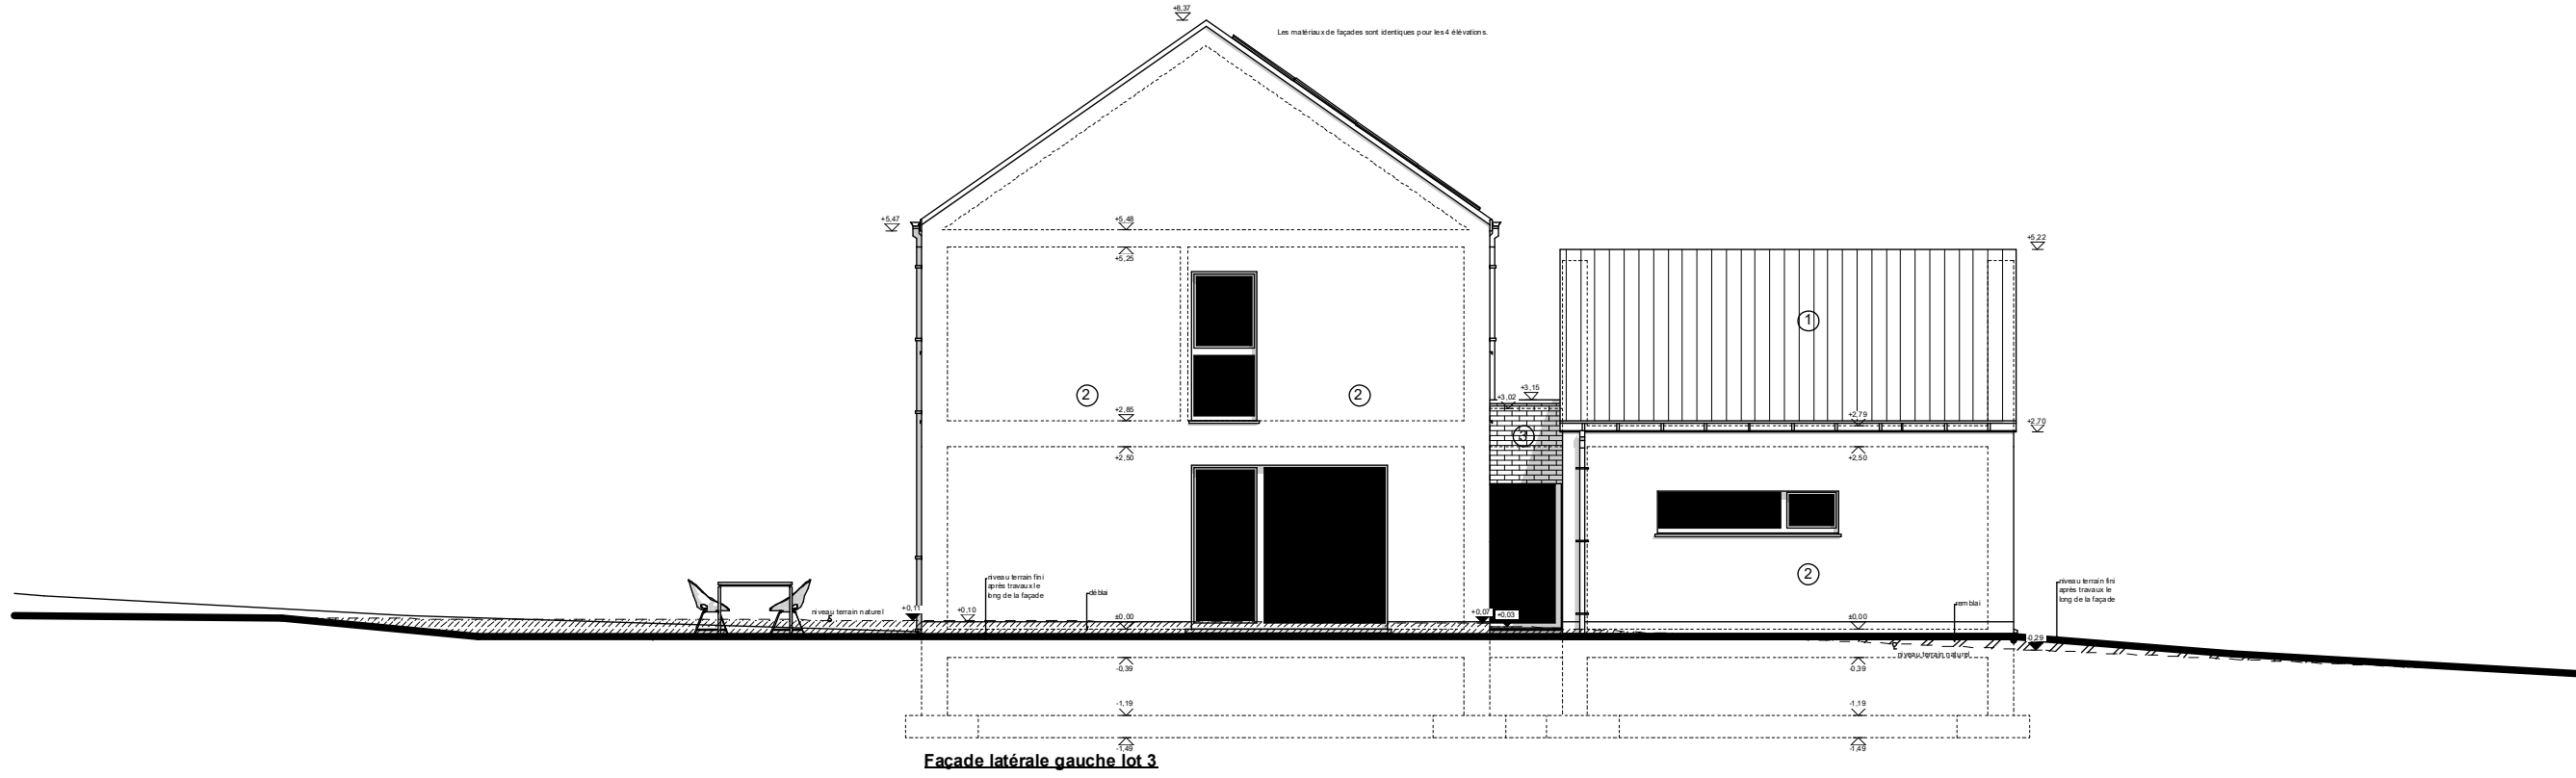 +8,37
Les matériaux de façades sont identiques pour les 4 élévations.
+5,47
+5,48
+5,25
+5,22
1
2
2
+2,85
+3,15
+3,02
3
+2,79
+2,70
+2,50
+2,50
2
niveau terrain fini
après travaux le
long de la façade
déblai
niveau terrain naturel
+0,11
+0,10
±0,00
+0,07
+0,03
±0,00
remblai
niveau terrain fini
après travaux le
long de la façade
-0,29
niveau terrain naturel
-0,39
-0,39
-1,19
-1,19
-1,49
-1,49
Façade latérale gauche lot 3